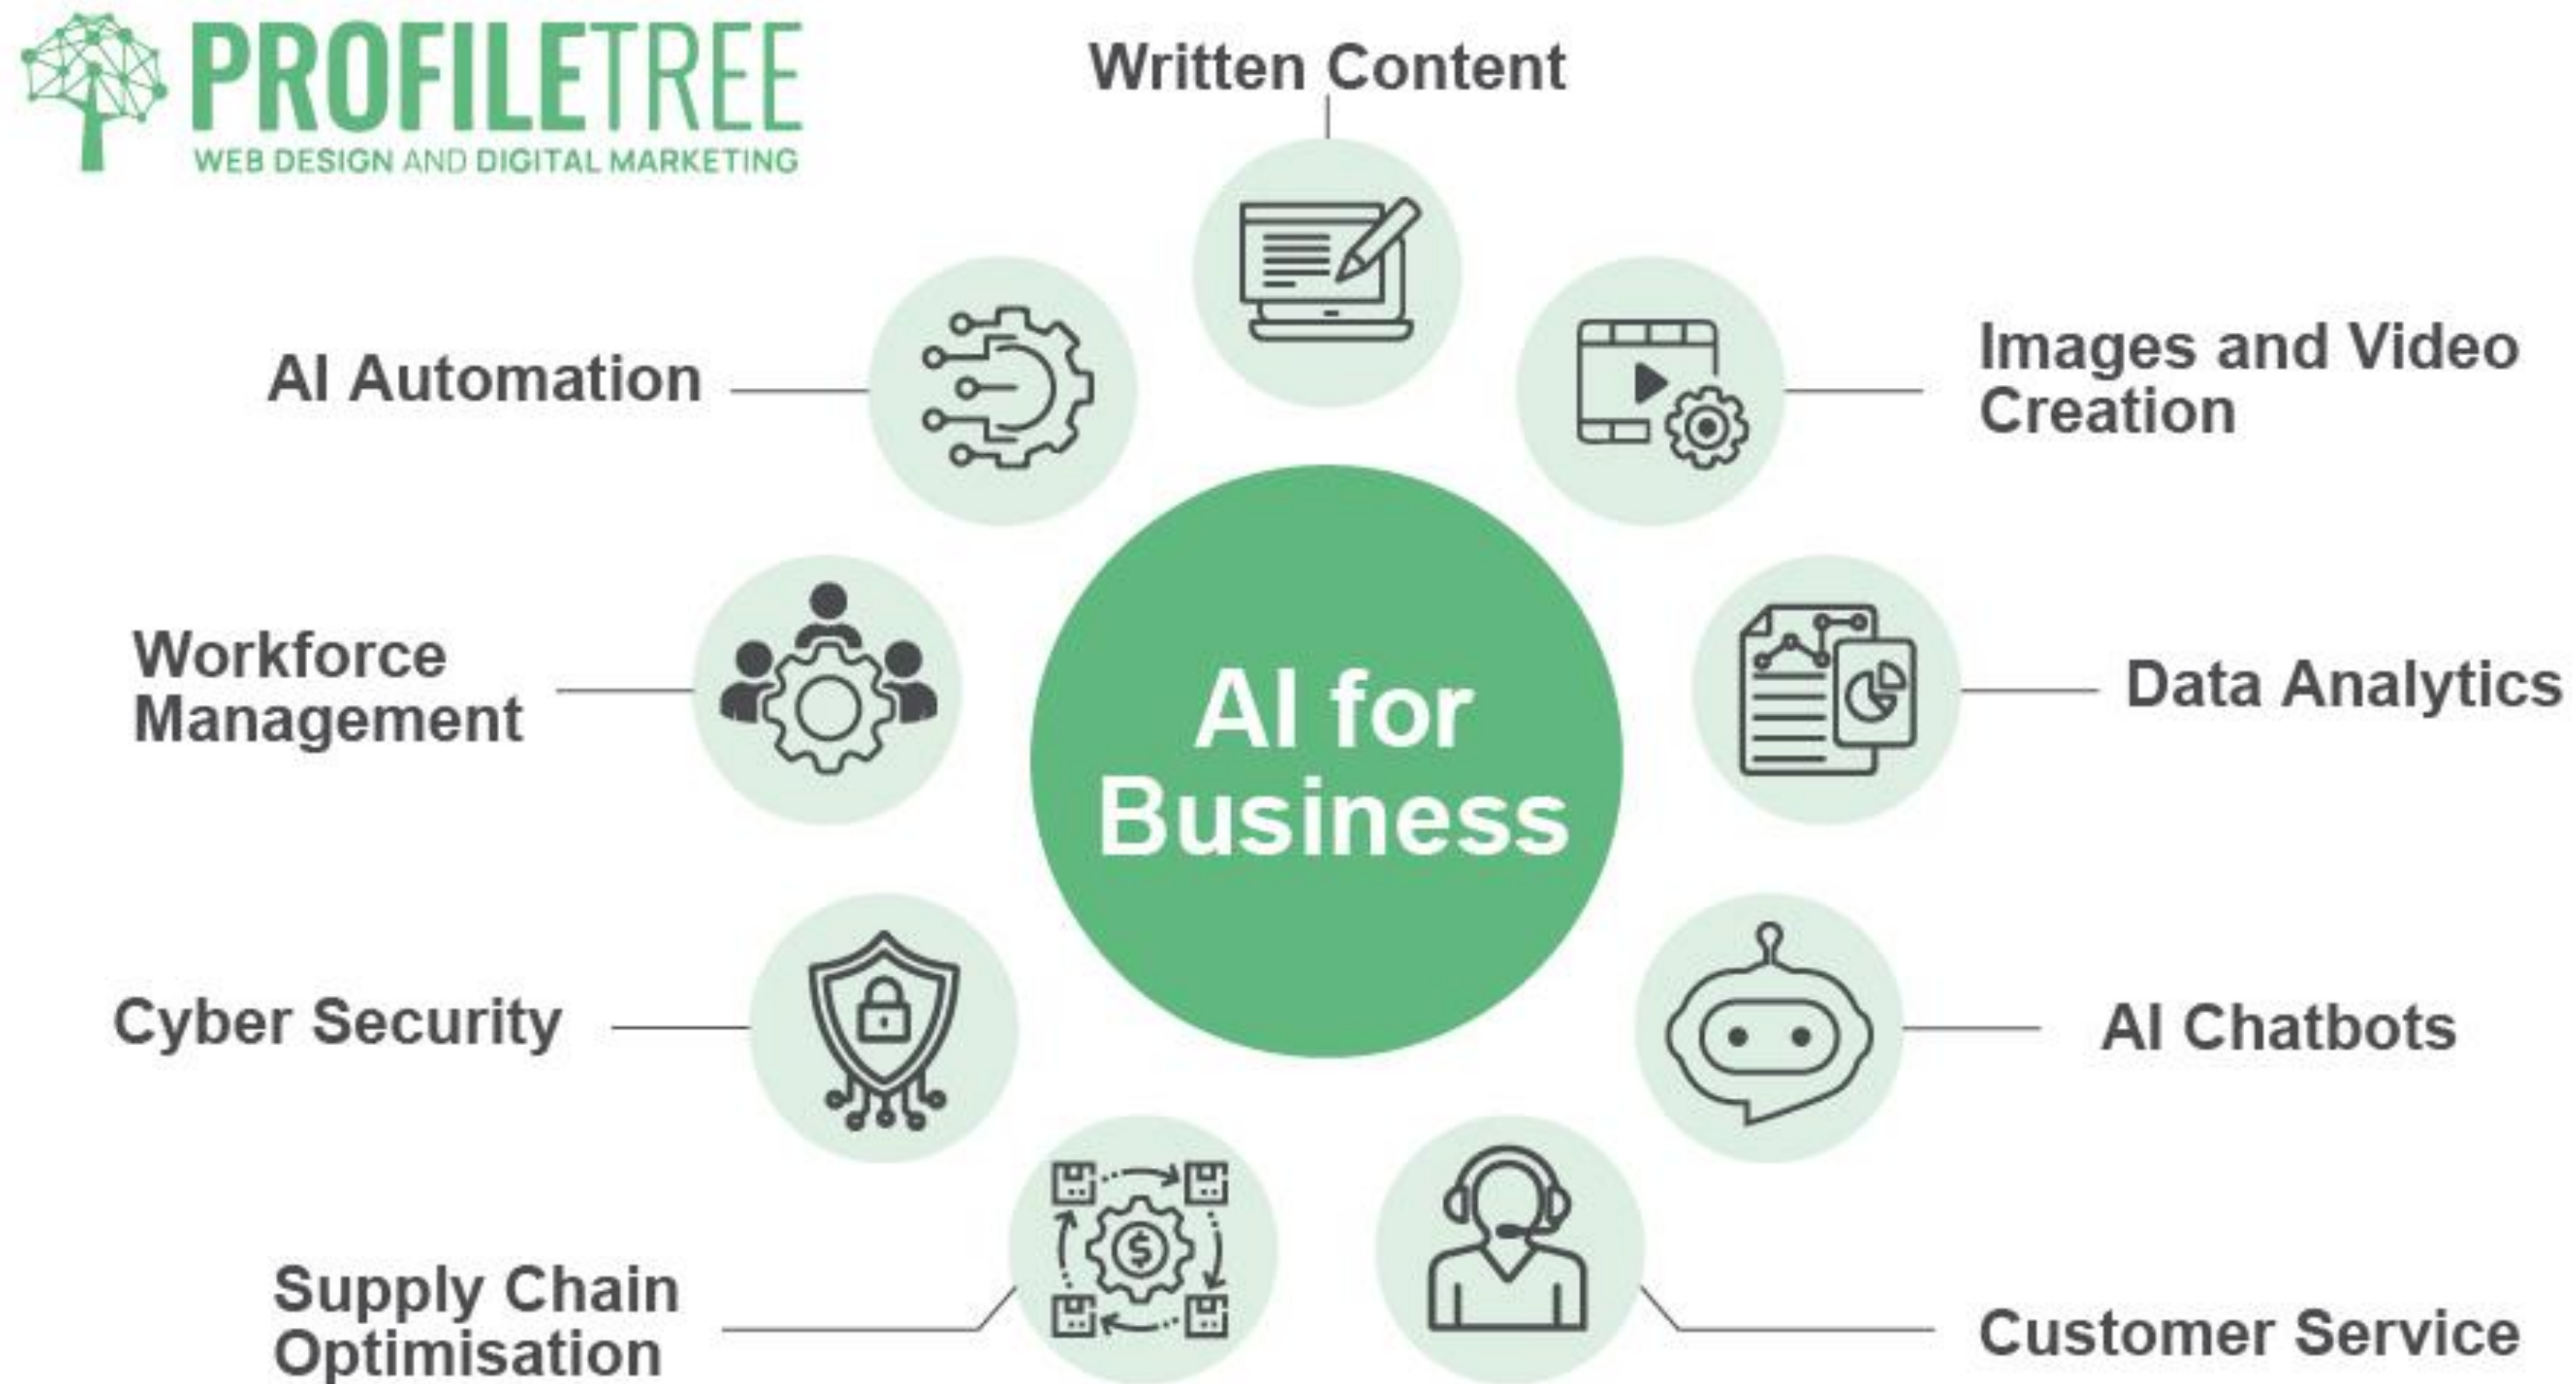 PROFILETREE
WEB DESIGN AND DIGITAL MARKETING
Written Content
Images and Video
Creation
Data Analytics
AI Chatbots
Customer Service
Supply Chain
Optimisation
Cyber Security
Workforce
Management
AI Automation
AI for
Business
$